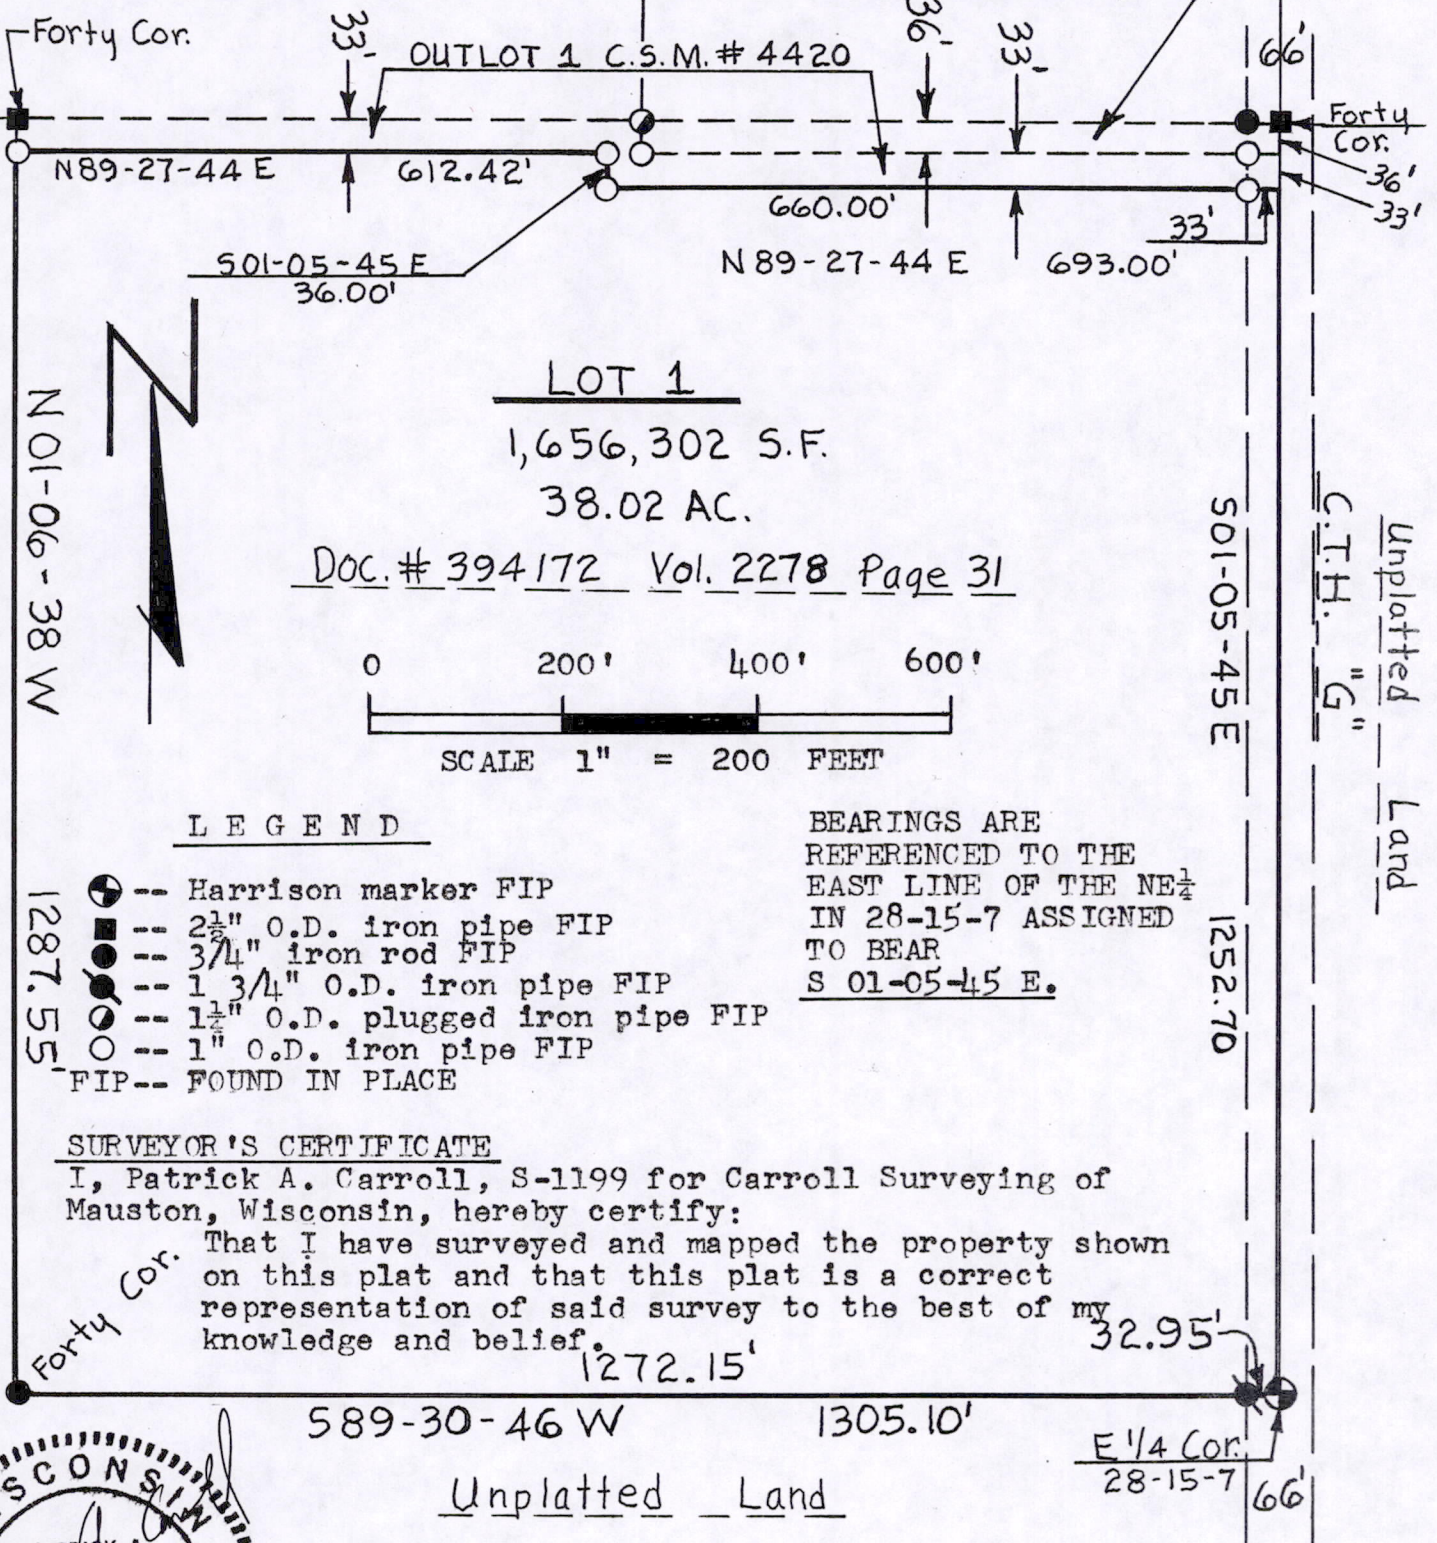 Forty Cor.
33'
36'
33'
66'
OUTLOT 1 C.S.M. # 4420
Forty
Cor.
36'
33'
N89-27-44 E 612.42'
660.00'
33'
S01-05-45 E
36.00'
N 89-27-44 E 693.00'
LOT 1
1,656,302 S.F.
38.02 AC.
Doc. # 394172 Vol. 2278 Page 31
N 01-06-38 W
1287.55'
S01-05-45 E
1252.70
C.T.H. "G"
Unplatted Land
0 200' 400' 600'
SCALE 1" = 200 FEET
LEGEND
-- Harrison marker FIP
-- 2½" O.D. iron pipe FIP
-- 3/4" iron rod FIP
-- 1 3/4" O.D. iron pipe FIP
-- 1½" O.D. plugged iron pipe FIP
-- 1" O.D. iron pipe FIP
FIP-- FOUND IN PLACE
BEARINGS ARE
REFERENCED TO THE
EAST LINE OF THE NE¼
IN 28-15-7 ASSIGNED
TO BEAR
S 01-05-45 E.
SURVEYOR'S CERTIFICATE
I, Patrick A. Carroll, S-1199 for Carroll Surveying of
Mauston, Wisconsin, hereby certify:
That I have surveyed and mapped the property shown
on this plat and that this plat is a correct
representation of said survey to the best of my
knowledge and belief.
Forty Cor.
32.95'
1272.15'
S89-30-46 W 1305.10'
E 1/4 Cor.
28-15-7
66'
Unplatted Land
SCONSIN